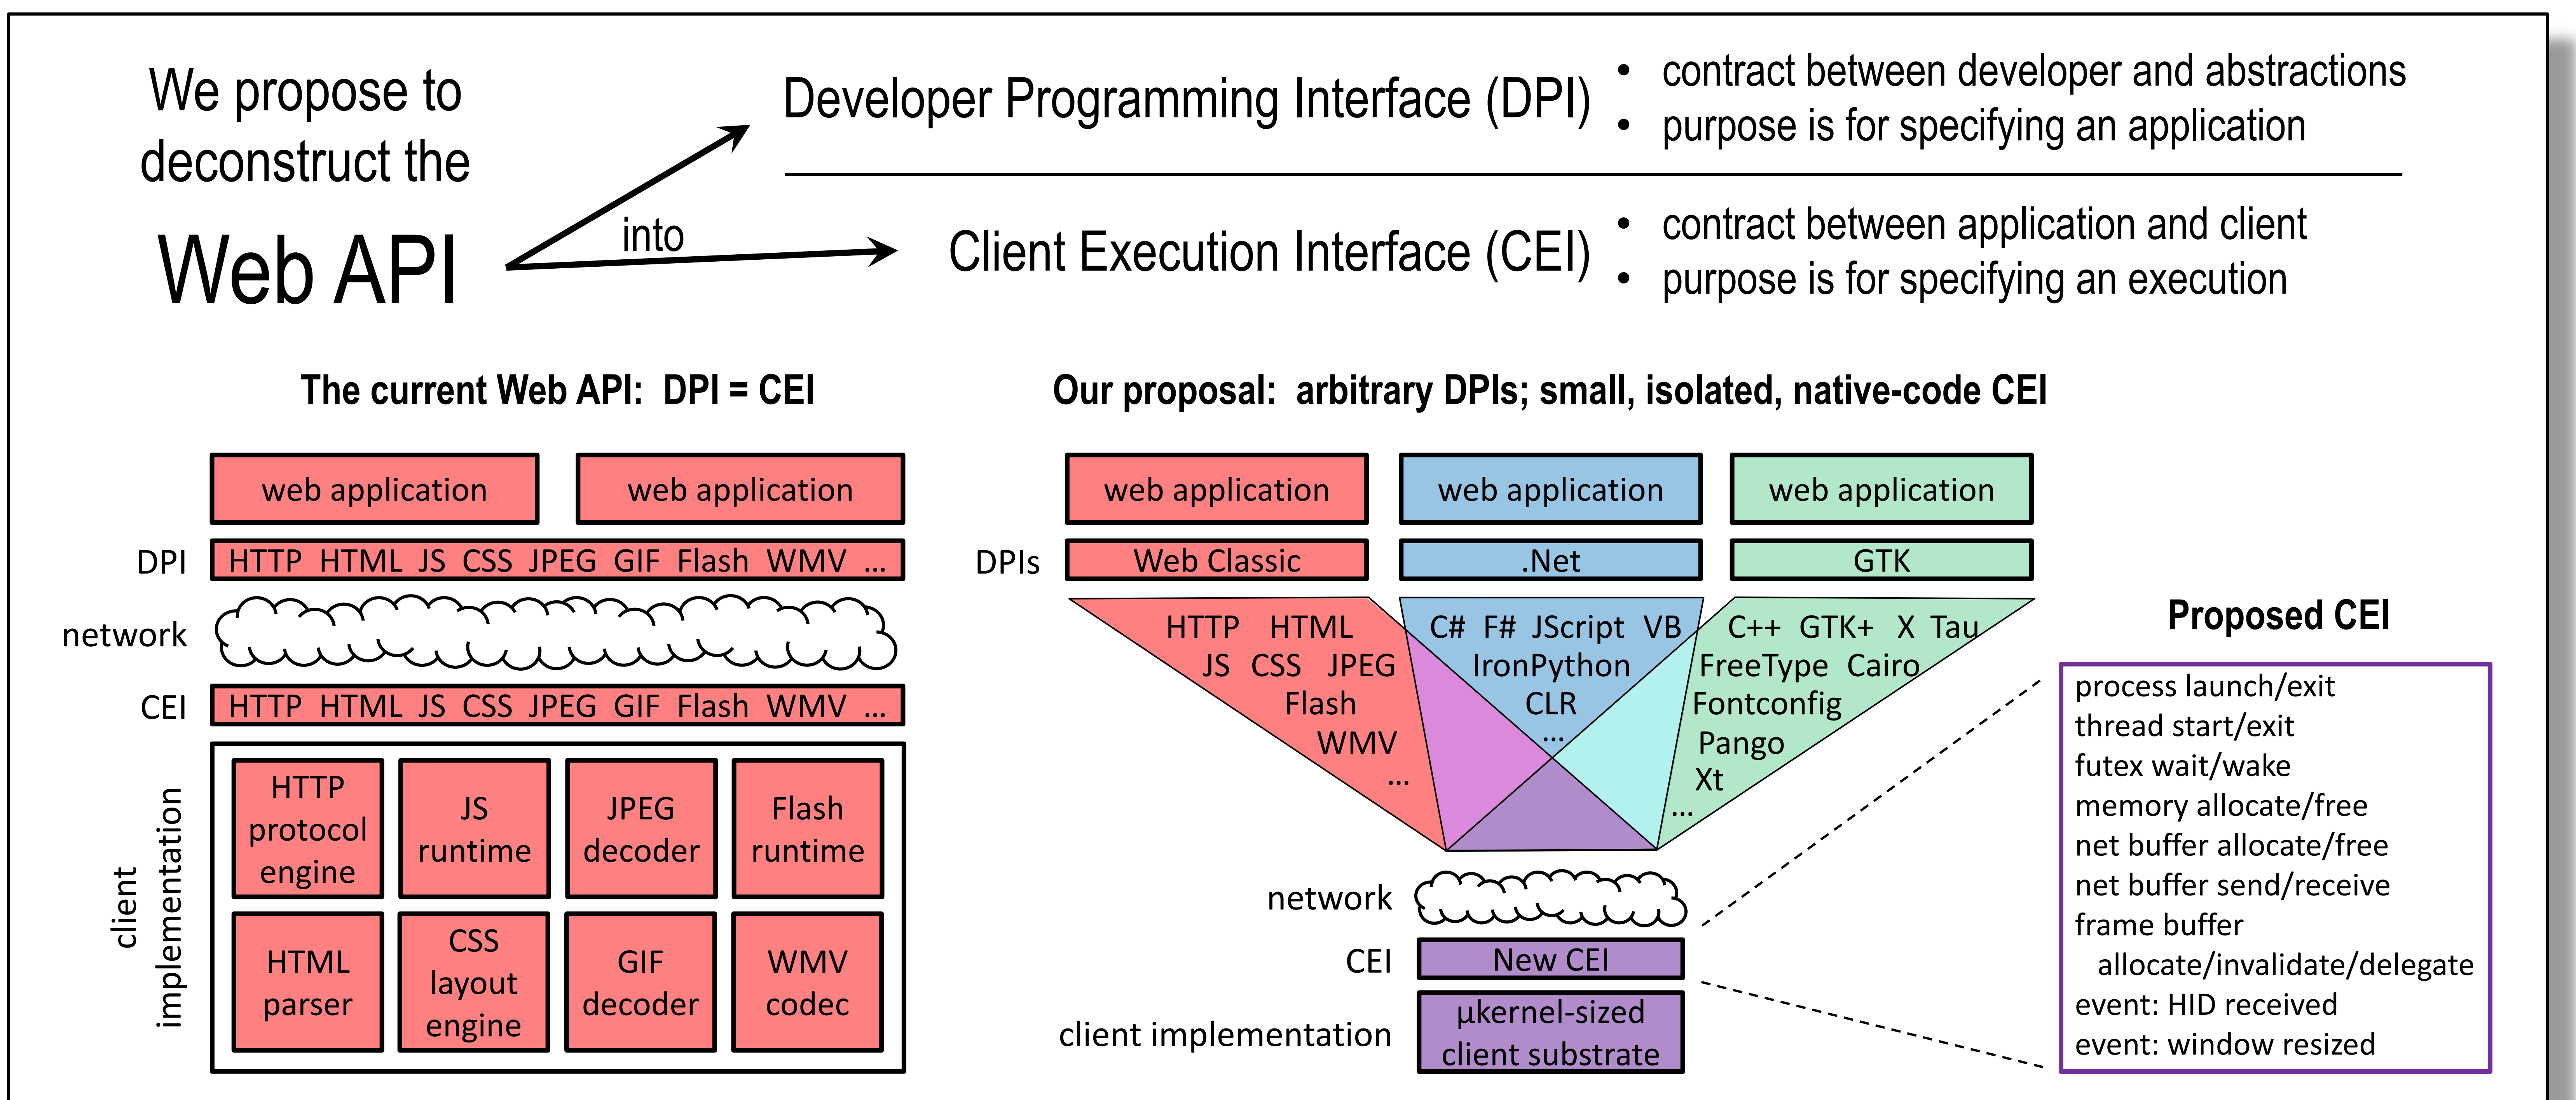 We propose to
deconstruct the
Web API
into
Developer Programming Interface (DPI)
• contract between developer and abstractions
• purpose is for specifying an application
Client Execution Interface (CEI)
• contract between application and client
• purpose is for specifying an execution
The current Web API:  DPI = CEI
web application
web application
DPI
HTTP  HTML  JS  CSS  JPEG  GIF  Flash  WMV  ...
network
CEI
HTTP  HTML  JS  CSS  JPEG  GIF  Flash  WMV  ...
client
implementation
HTTP
protocol
engine
JS
runtime
JPEG
decoder
Flash
runtime
HTML
parser
CSS
layout
engine
GIF
decoder
WMV
codec
Our proposal:  arbitrary DPIs; small, isolated, native-code CEI
web application
web application
web application
DPIs
Web Classic
.Net
GTK
HTTP  HTML
JS  CSS  JPEG
Flash
WMV
...
C#  F#  JScript  VB
IronPython
CLR
...
C++  GTK+  X  Tau
FreeType  Cairo
Fontconfig
Pango
Xt
...
network
CEI
New CEI
client implementation
μkernel-sized
client substrate
Proposed CEI
process launch/exit
thread start/exit
futex wait/wake
memory allocate/free
net buffer allocate/free
net buffer send/receive
frame buffer
allocate/invalidate/delegate
event: HID received
event: window resized